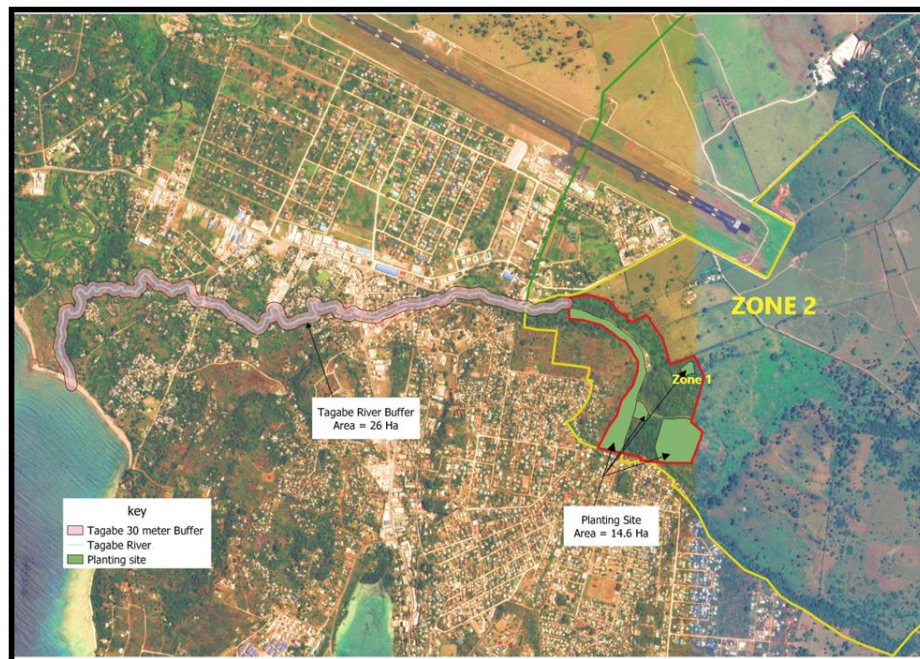 ZONE 2
Zone 1
Tagabe River Buffer
Area = 26 Ha
Planting Site
Area = 14.6 Ha
key
Tagabe 30 meter Buffer
Tagabe River
Planting site